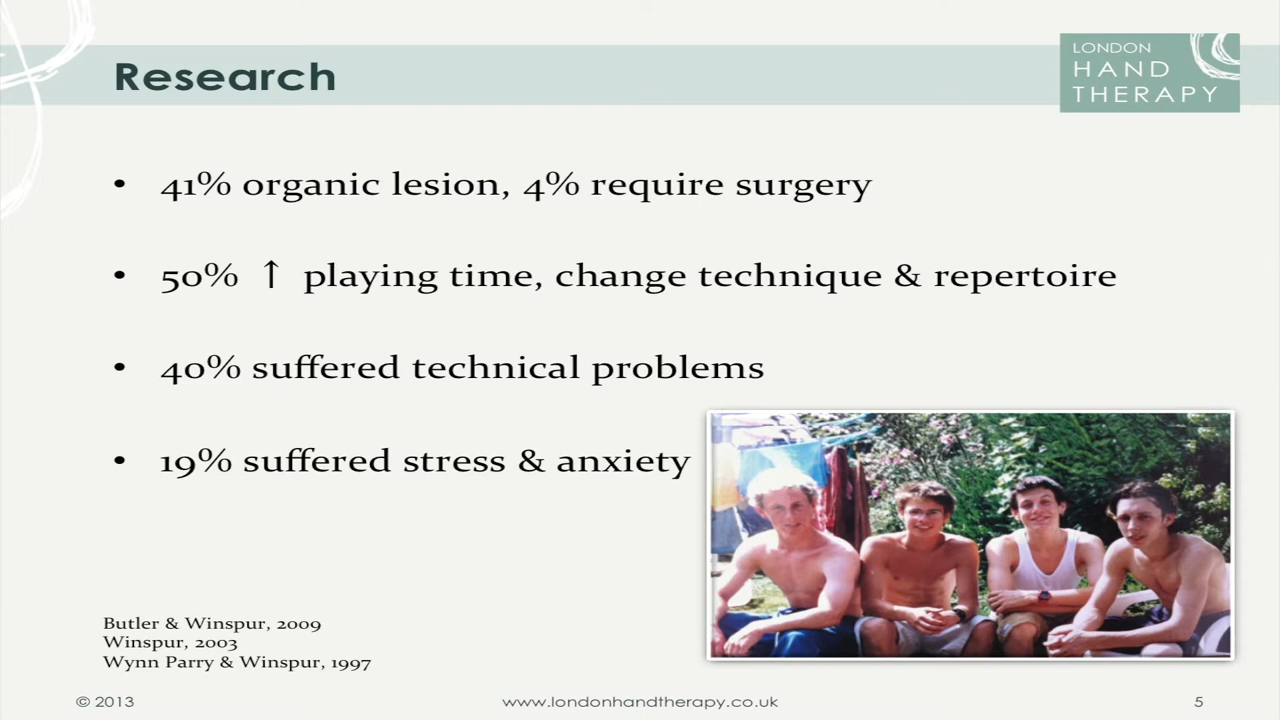 Research
LONDON
HAND
THERAPY
• 41% organic lesion, 4% require surgery
• 50% ↑ playing time, change technique & repertoire
• 40% suffered technical problems
• 19% suffered stress & anxiety
Butler & Winspur, 2009
Winspur, 2003
Wynn Parry & Winspur, 1997
© 2013
www.londonhandtherapy.co.uk
5